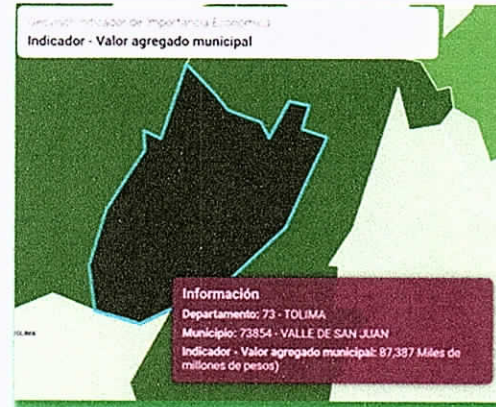 Geovisor Indicador de Importancia Económica
Indicador - Valor agregado municipal
Información
Departamento: 73 - TOLIMA
Municipio: 73854 - VALLE DE SAN JUAN
Indicador - Valor agregado municipal: 87,387 Miles de
millones de pesos)